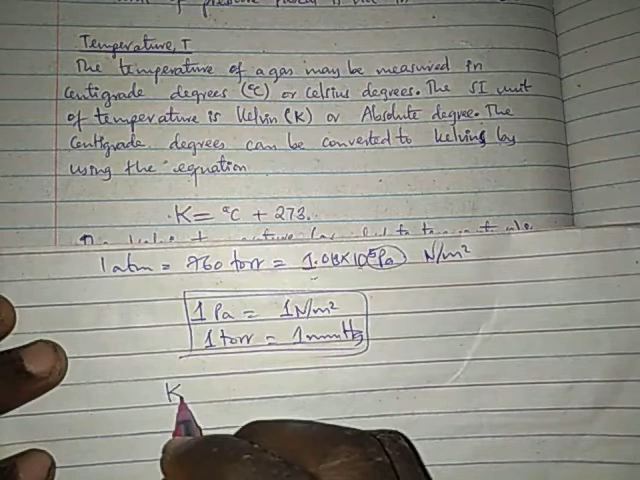 Temperature, T
The temperature of a gas may be measured in
Centigrade degrees (°C) or Celsius degrees. The SI unit
of temperature is Kelvin (K) or Absolute degree. The
Centigrade degrees can be converted to kelving by
using the equation
K = °C + 273.
1 atm = 760 torr = 1.013×10⁵ Pa N/m²
1 Pa = 1 N/m²
1 torr = 1 mmHg
K